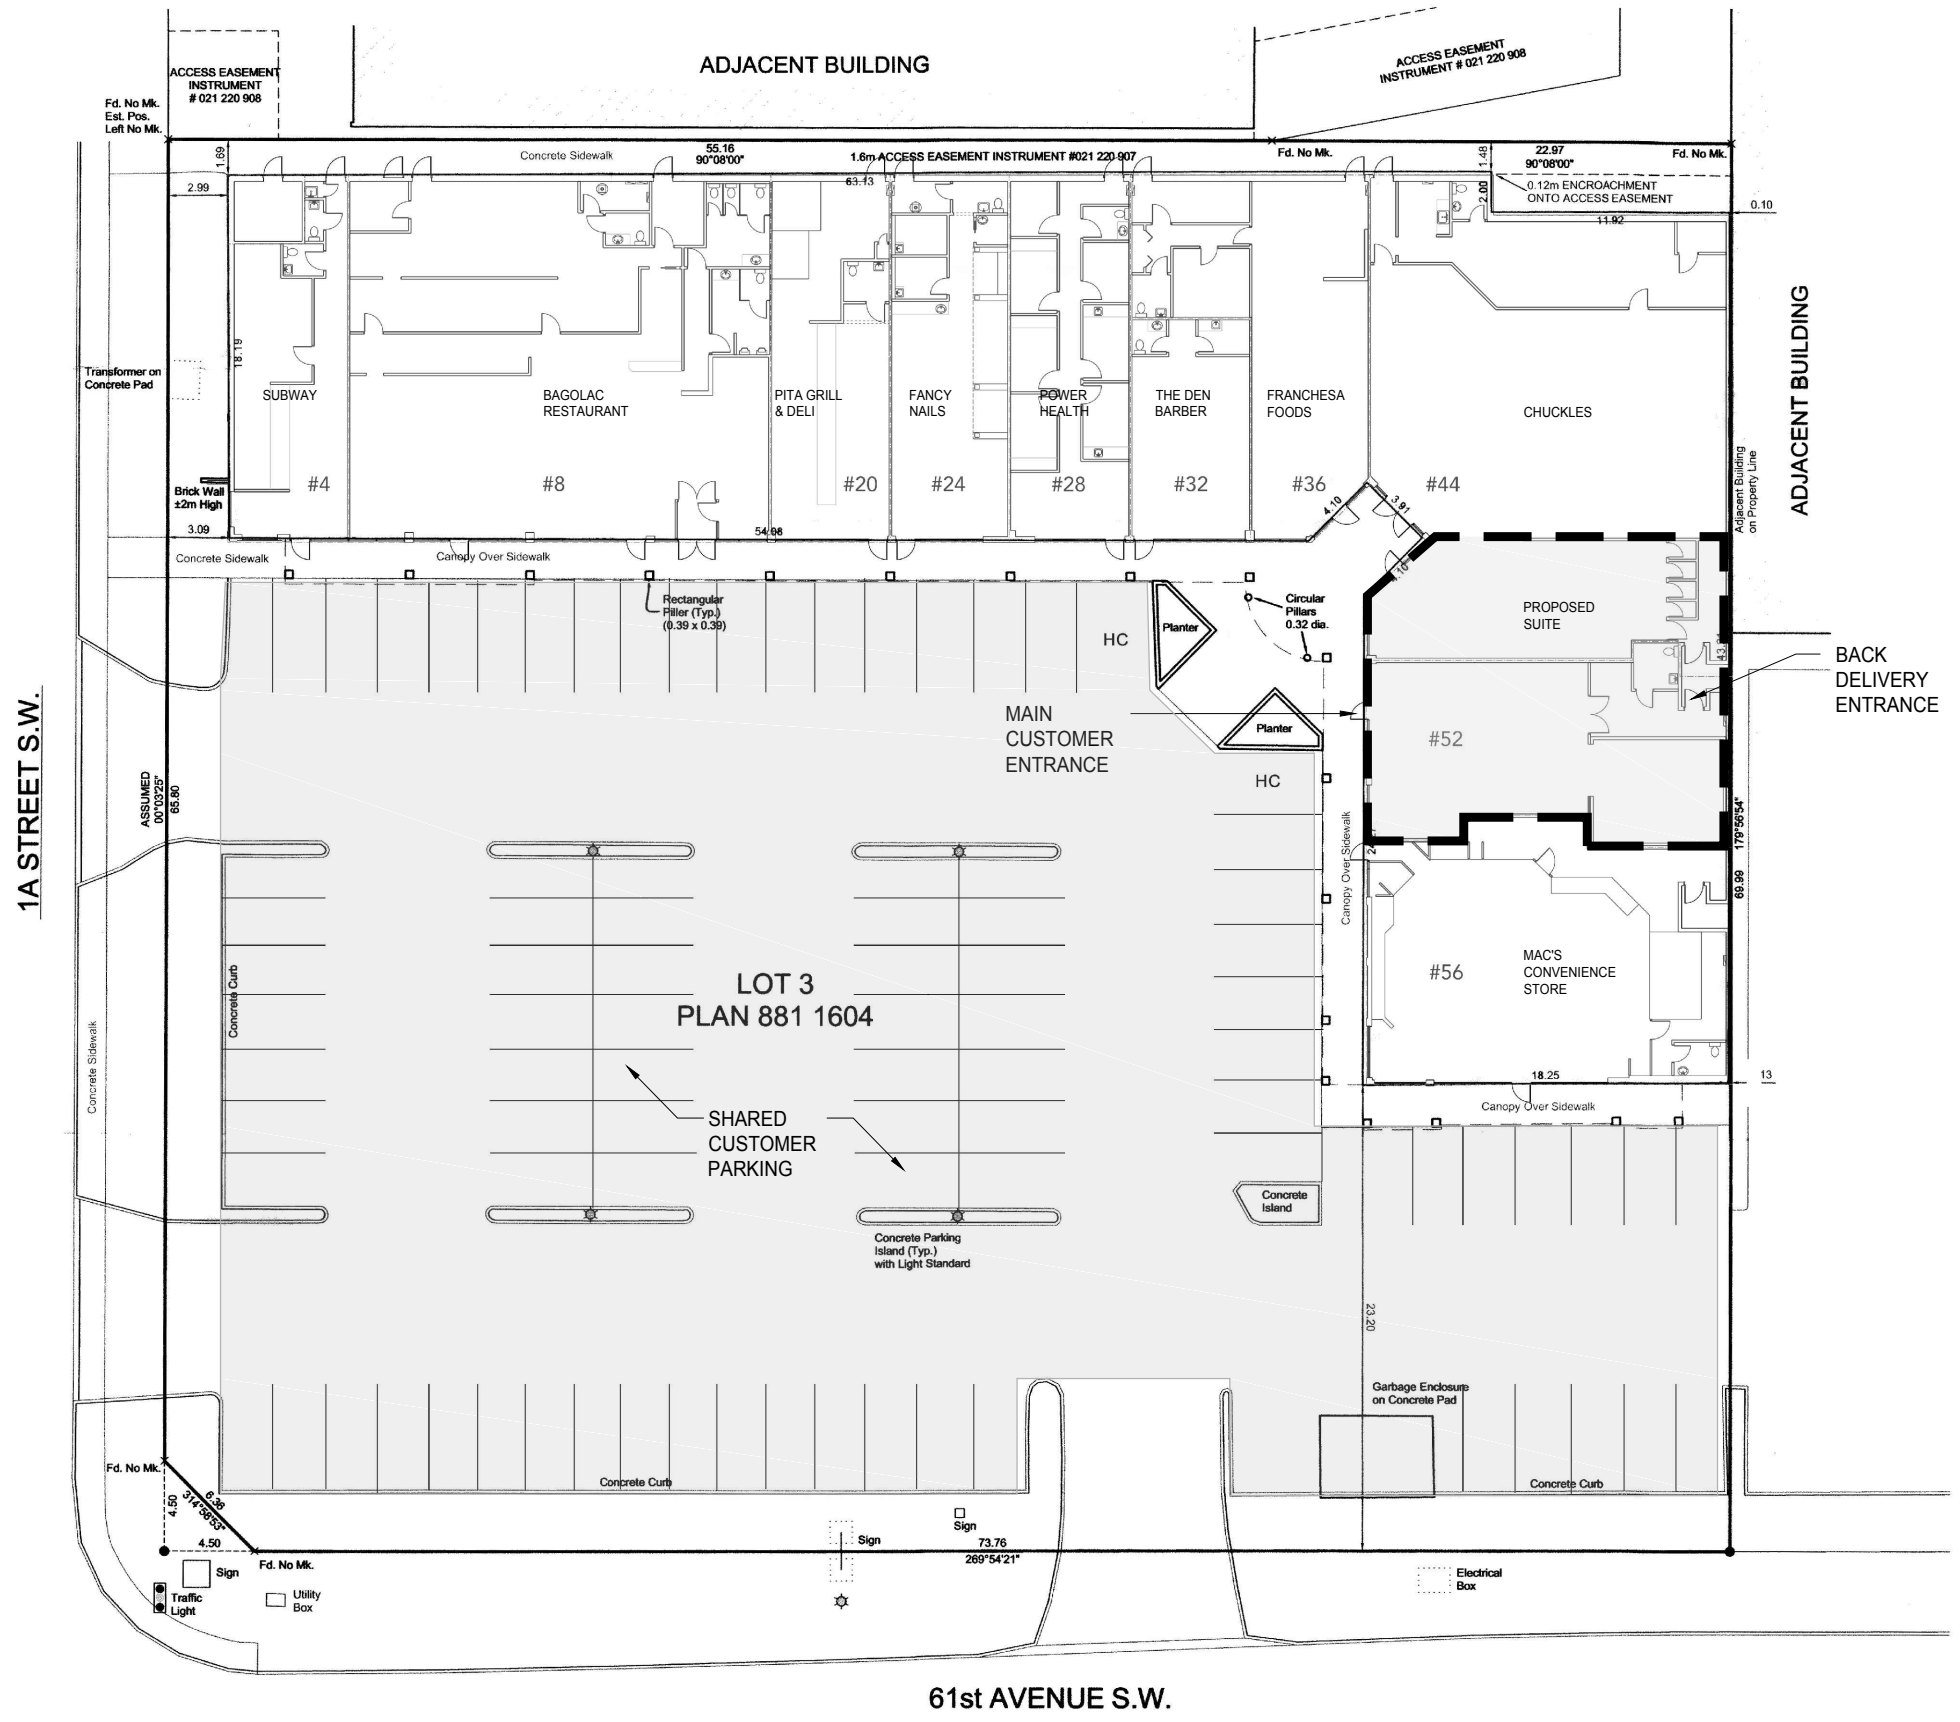 ADJACENT BUILDING
ACCESS EASEMENT
INSTRUMENT
# 021 220 908
ACCESS EASEMENT
INSTRUMENT # 021 220 908
Fd. No Mk.
Est. Pos.
Left No Mk.
1.69
Concrete Sidewalk
55.16
90°08'00"
1.6m ACCESS EASEMENT INSTRUMENT #021 220 907
Fd. No Mk.
1.48
22.97
90°08'00"
Fd. No Mk.
2.99
63.13
2.00
0.12m ENCROACHMENT
ONTO ACCESS EASEMENT
0.10
11.92
18.19
Transformer on
Concrete Pad
SUBWAY
BAGOLAC
RESTAURANT
PITA GRILL
& DELI
FANCY
NAILS
POWER
HEALTH
THE DEN
BARBER
FRANCHESA
FOODS
CHUCKLES
ADJACENT BUILDING
Adjacent Building
on Property Line
#4
#8
#20
#24
#28
#32
#36
#44
Brick Wall
±2m High
4.10
3.91
3.09
54.98
Concrete Sidewalk
Canopy Over Sidewalk
Rectangular
Piller (Typ.)
(0.39 x 0.39)
HC
Planter
Circular
Pillars
0.32 dia.
PROPOSED
SUITE
BACK
DELIVERY
ENTRANCE
MAIN
CUSTOMER
ENTRANCE
Planter
#52
HC
1A STREET S.W.
ASSUMED
00°03'25"
65.80
Canopy Over Sidewalk
179°56'54"
69.99
Concrete Curb
LOT 3
PLAN 881 1604
#56
MAC'S
CONVENIENCE
STORE
Concrete Sidewalk
18.25
13
Canopy Over Sidewalk
SHARED
CUSTOMER
PARKING
Concrete
Island
Concrete Parking
Island (Typ.)
with Light Standard
23.20
Garbage Enclosure
on Concrete Pad
Fd. No Mk.
Concrete Curb
Concrete Curb
4.50
6.36
314°58'53"
4.50
Sign
Sign
73.76
269°54'21"
Fd. No Mk.
Sign
Traffic
Light
Utility
Box
Electrical
Box
61st AVENUE S.W.